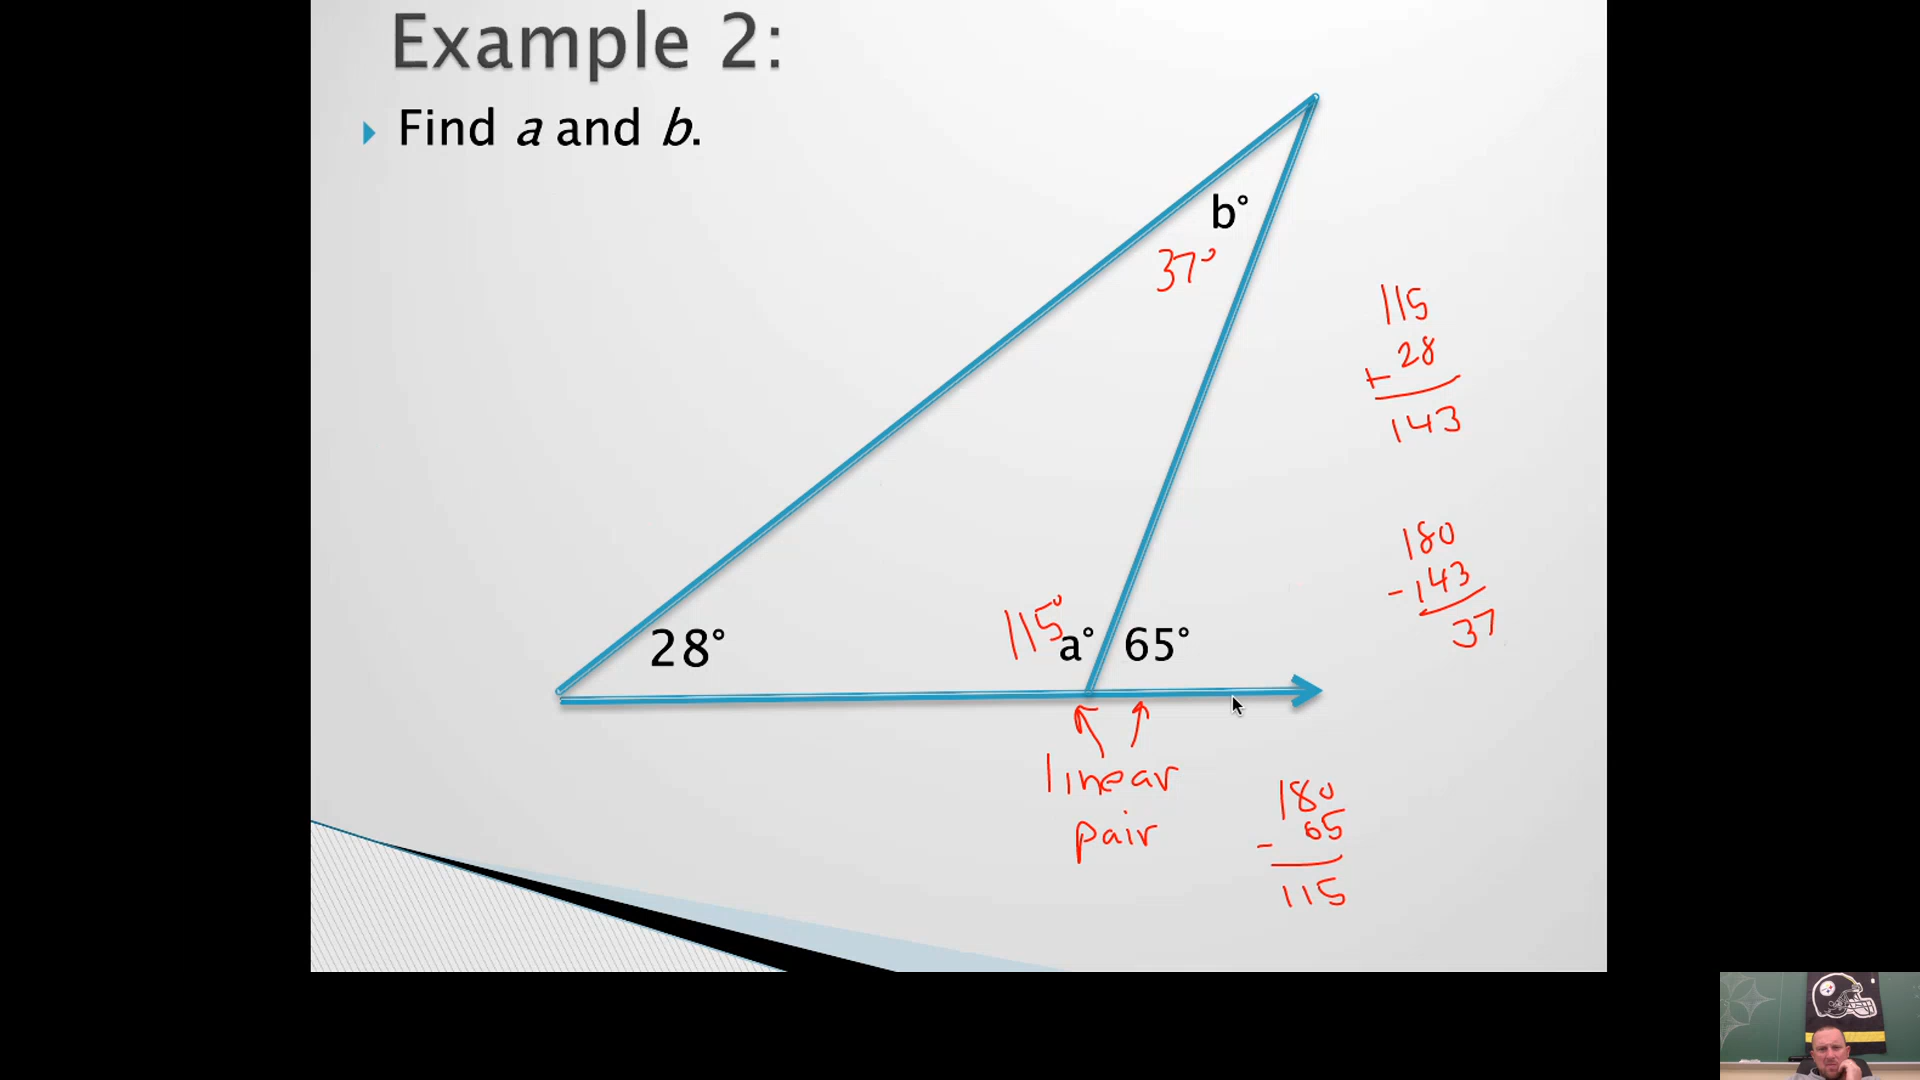 Example 2:
Find a and b.
b°
37°
115
+ 28
143
180
- 143
37
28°
115°
a°
65°
linear
pair
180
- 65
115